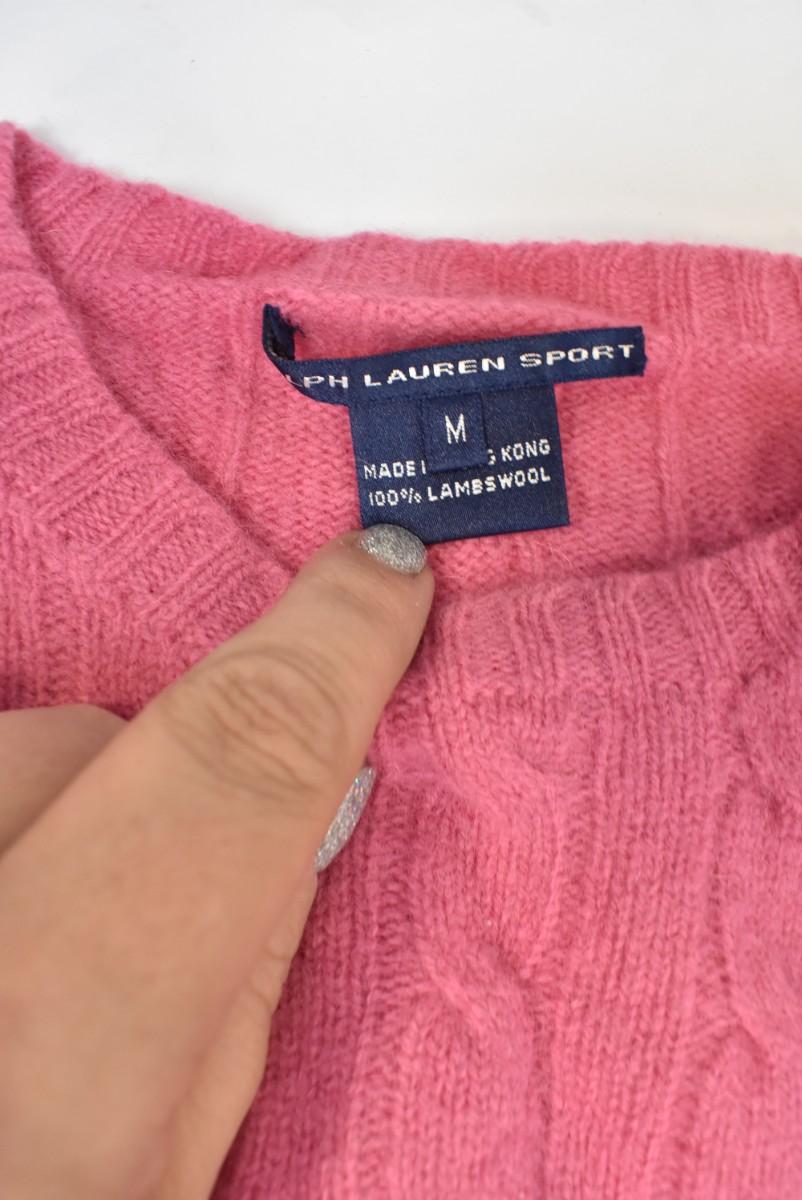 LPH LAUREN SPORT
M
MADE I G KONG
100% LAMBSWOOL